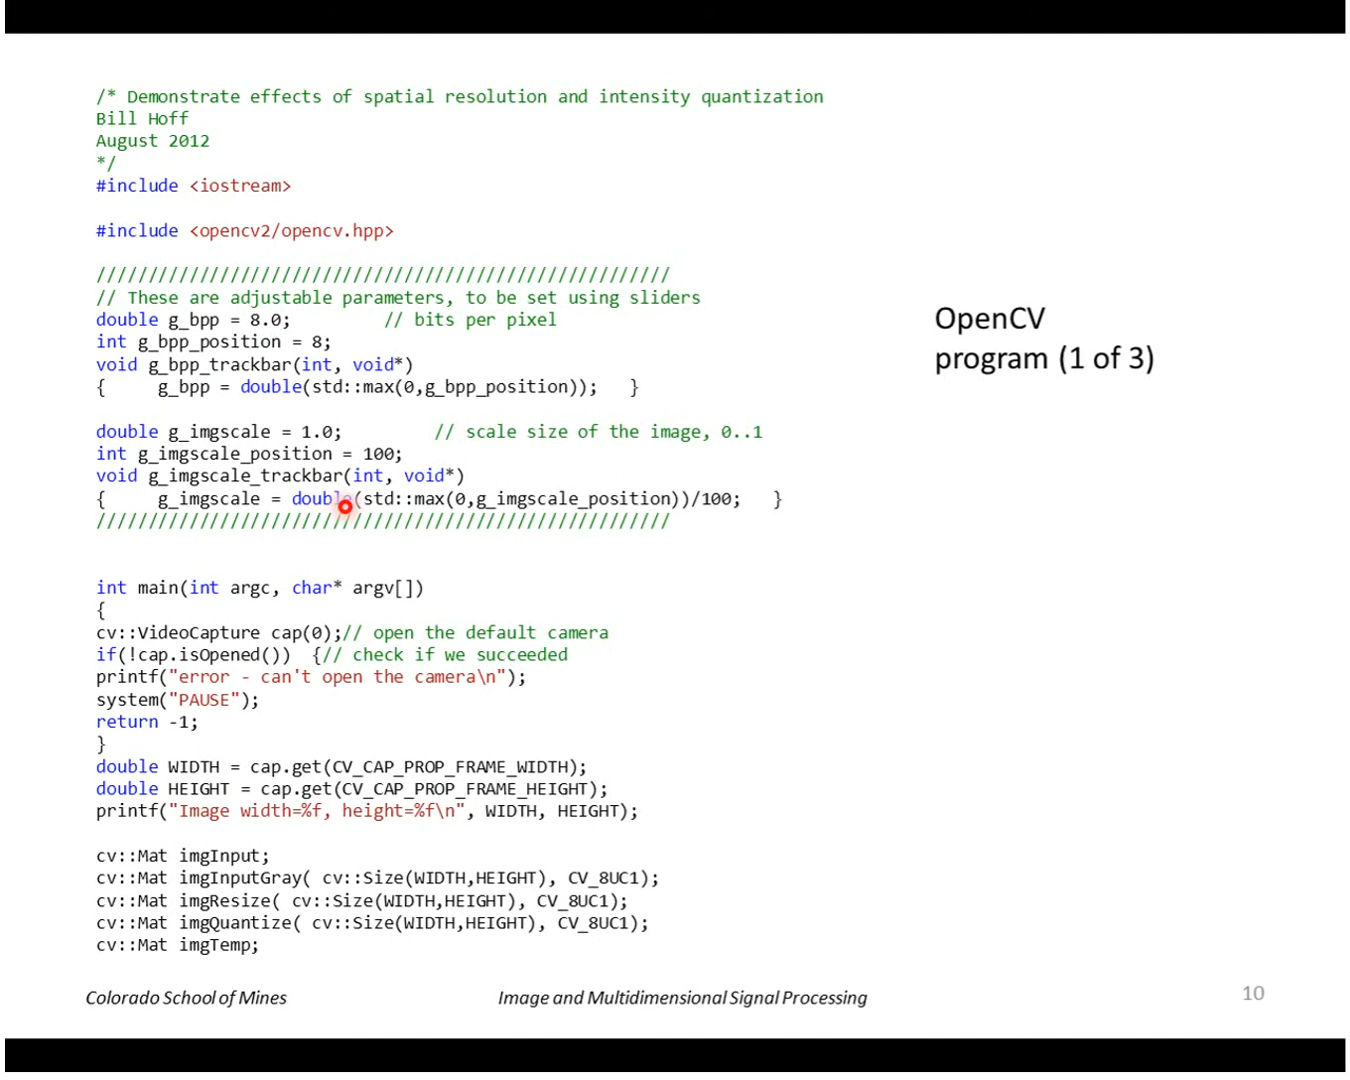 /* Demonstrate effects of spatial resolution and intensity quantization
Bill Hoff
August 2012
*/
#include <iostream>
#include <opencv2/opencv.hpp>
////////////////////////////////////////////////////////
// These are adjustable parameters, to be set using sliders
double g_bpp = 8.0;         // bits per pixel
int g_bpp_position = 8;
void g_bpp_trackbar(int, void*)
{     g_bpp = double(std::max(0,g_bpp_position));   }
double g_imgscale = 1.0;         // scale size of the image, 0..1
int g_imgscale_position = 100;
void g_imgscale_trackbar(int, void*)
{     g_imgscale = double(std::max(0,g_imgscale_position))/100;   }
////////////////////////////////////////////////////////
OpenCV
program (1 of 3)
int main(int argc, char* argv[])
{
cv::VideoCapture cap(0);// open the default camera
if(!cap.isOpened())  {// check if we succeeded
printf("error - can't open the camera\n");
system("PAUSE");
return -1;
}
double WIDTH = cap.get(CV_CAP_PROP_FRAME_WIDTH);
double HEIGHT = cap.get(CV_CAP_PROP_FRAME_HEIGHT);
printf("Image width=%f, height=%f\n", WIDTH, HEIGHT);
cv::Mat imgInput;
cv::Mat imgInputGray( cv::Size(WIDTH,HEIGHT), CV_8UC1);
cv::Mat imgResize( cv::Size(WIDTH,HEIGHT), CV_8UC1);
cv::Mat imgQuantize( cv::Size(WIDTH,HEIGHT), CV_8UC1);
cv::Mat imgTemp;
Colorado School of Mines
Image and Multidimensional Signal Processing
10